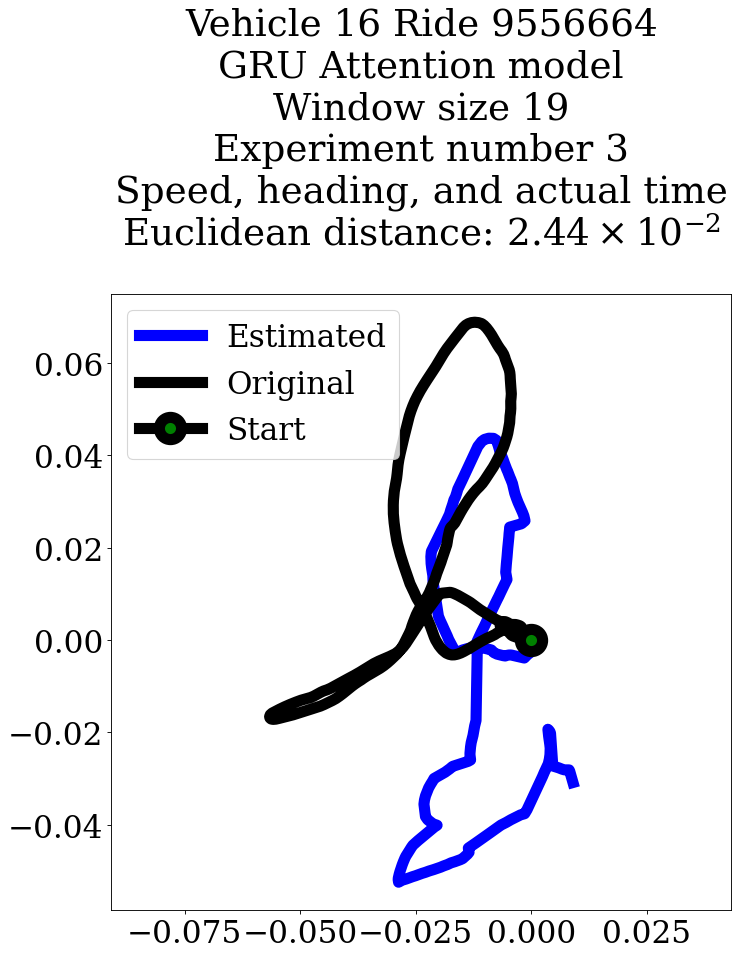 Vehicle 16 Ride 9556664
GRU Attention model
Window size 19
Experiment number 3
Speed, heading, and actual time
Euclidean distance: 2.44 × 10⁻²
Estimated
Original
Start
0.06
0.04
0.02
0.00
−0.02
−0.04
−0.075 −0.050 −0.025 0.000 0.025